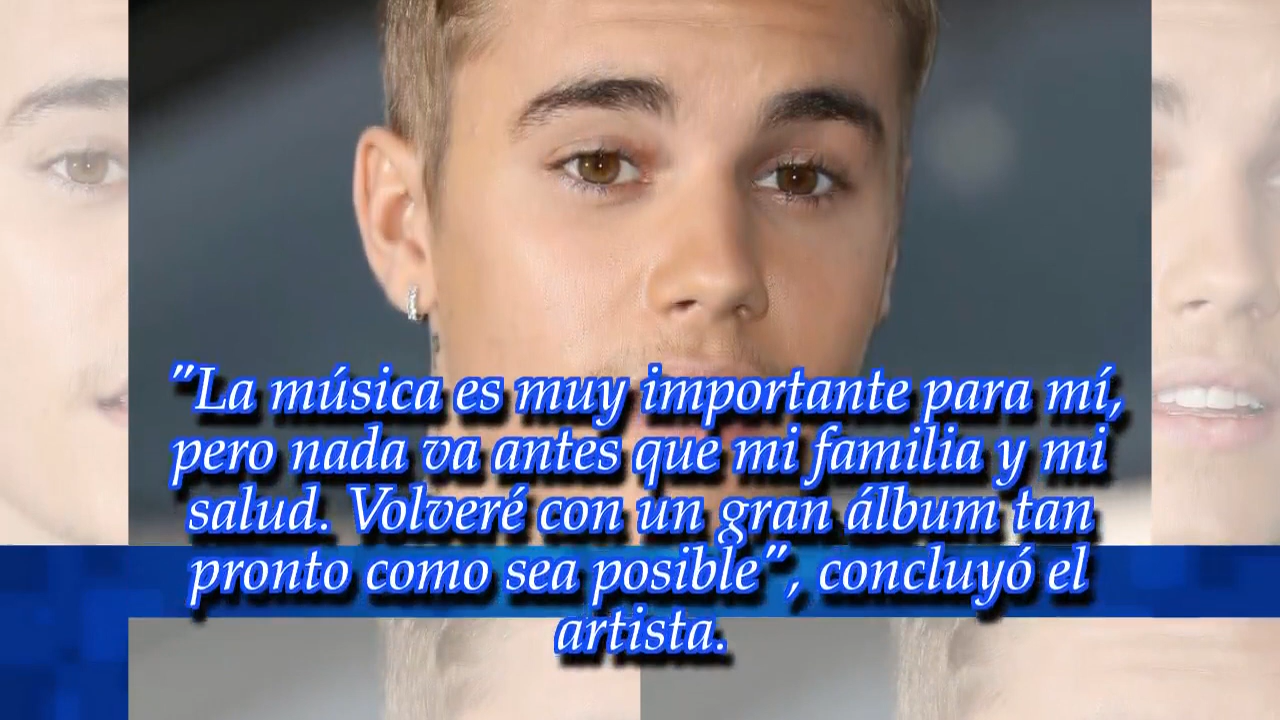 "La música es muy importante para mí,
pero nada va antes que mi familia y mi
salud. Volveré con un gran álbum tan
pronto como sea posible", concluyó el
artista.